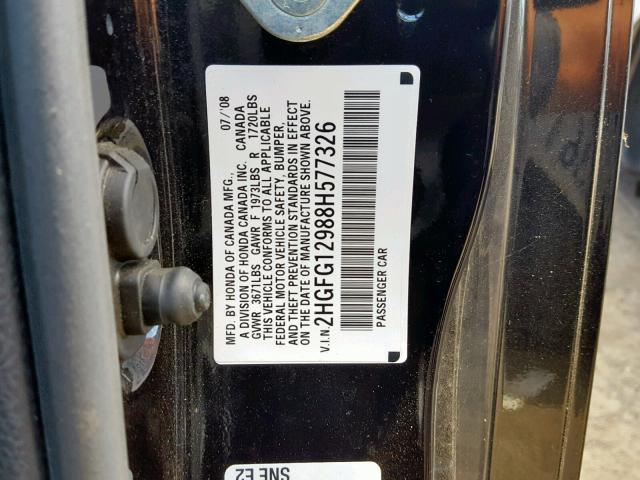 MFD. BY HONDA OF CANADA MFG., 07/'08
A DIVISION OF HONDA CANADA INC. CANADA
GVWR 3671LBS GAWR F 1973LBS R 1720LBS
THIS VEHICLE CONFORMS TO ALL APPLICABLE
FEDERAL MOTOR VEHICLE SAFETY, BUMPER,
AND THEFT PREVENTION STANDARDS IN EFFECT
ON THE DATE OF MANUFACTURE SHOWN ABOVE.
V.I.N. 2HGFG12988H577326
PASSENGER CAR
SNE E2